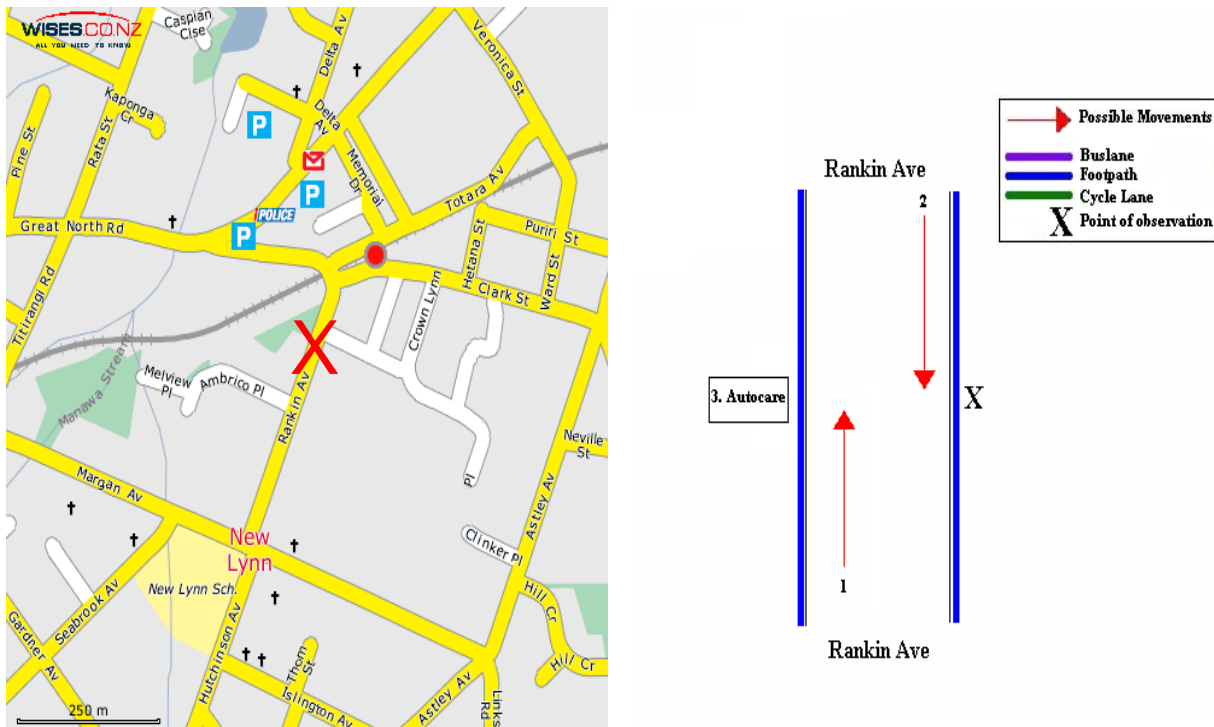 WISES.CO.NZ
ALL YOU NEED TO KNOW
Caspian
Clse
Delta Av
Veronica St
Kaponga
Cr
Pine St
Rata St
P
Delta
Av
Memorial
Dr
P
Totara Av
POLICE
P
Great North Rd
Hetana St
Puriri St
Ward St
Titirangi Rd
Clark St
Crown Lynn
Pl
X
Manawa Stream
Melview
Pl
Ambrico Pl
Rankin Av
Neville
St
Margan Av
Astley Av
New
Lynn
Clinker Pl
New Lynn Sch.
Hill Cr
Seabrook Av
Gardner Av
Hutchinson Av
Thom
St
Hill Cr
Islington Av
Astley Av
Links
Rd
250 m
Possible Movements
Buslane
Footpath
Cycle Lane
X Point of observation
Rankin Ave
2
3. Autocare
X
1
Rankin Ave